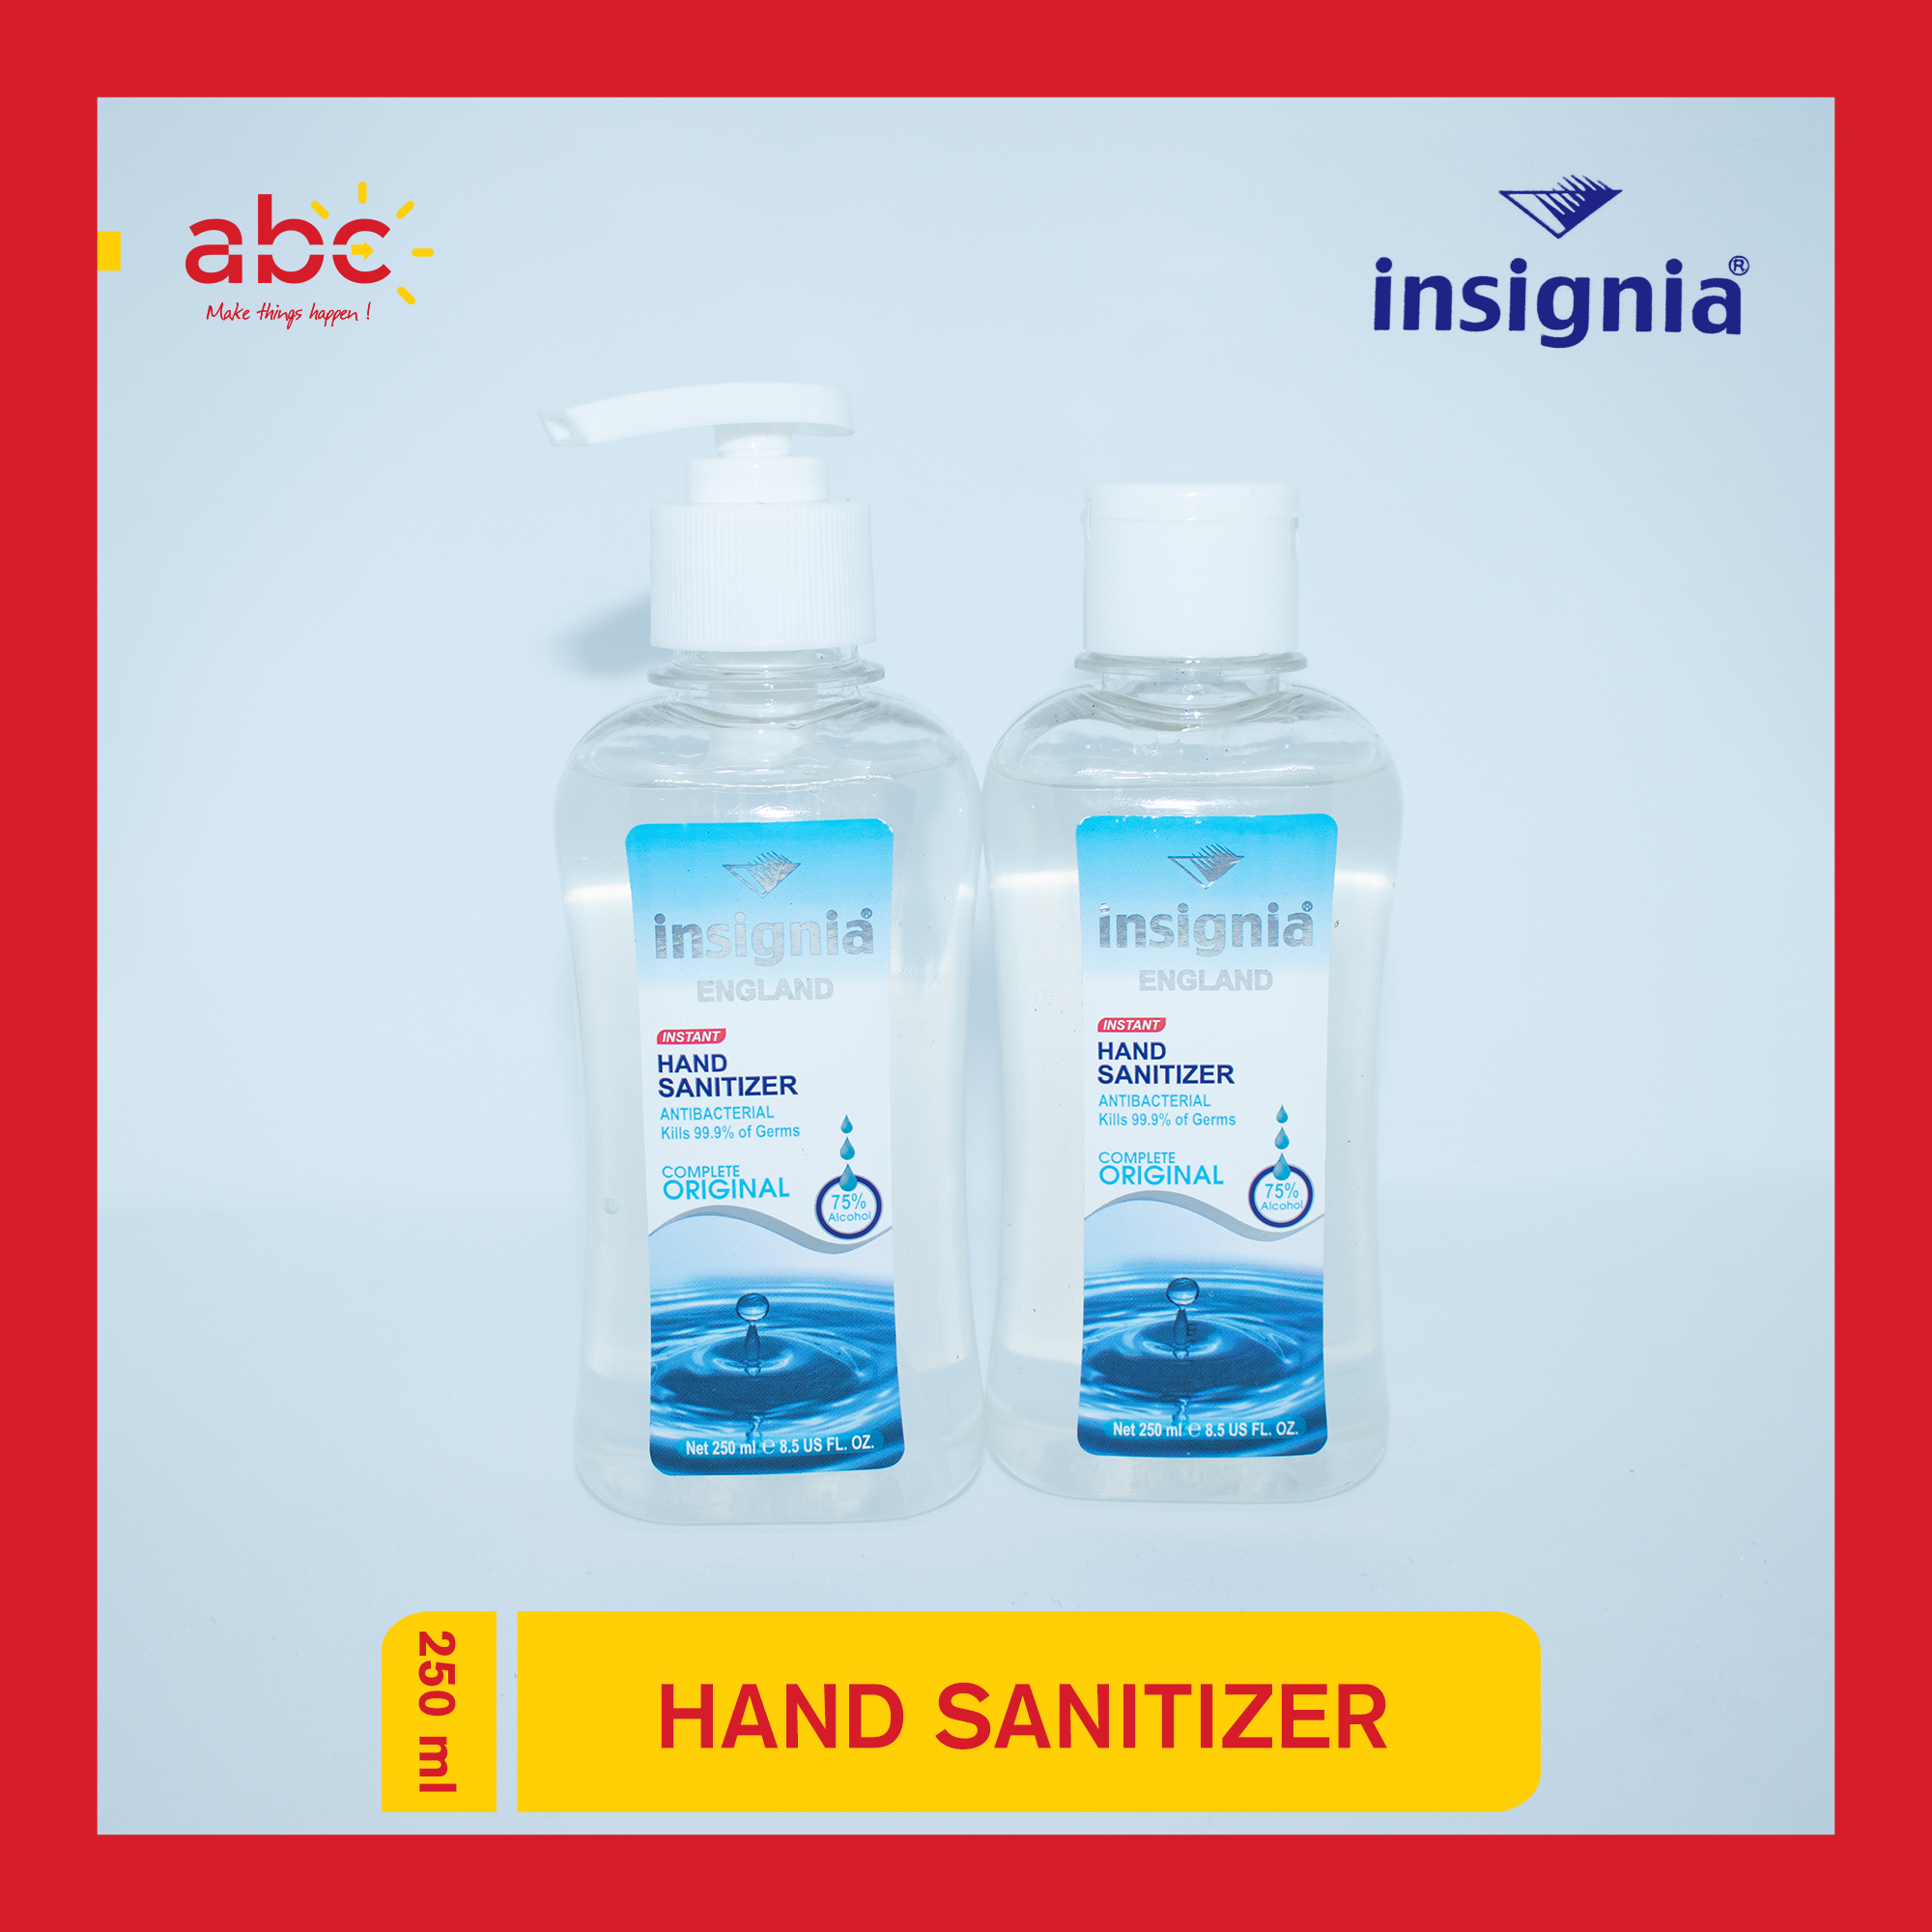 abc
Make things happen !
insignia®
insignia®
ENGLAND
INSTANT
HAND
SANITIZER
ANTIBACTERIAL
Kills 99.9% of Germs
COMPLETE
ORIGINAL
75%
Alcohol
Net 250 ml ℮ 8.5 US FL. OZ.
insignia®
ENGLAND
INSTANT
HAND
SANITIZER
ANTIBACTERIAL
Kills 99.9% of Germs
COMPLETE
ORIGINAL
75%
Alcohol
Net 250 ml ℮ 8.5 US FL. OZ.
250 ml
HAND SANITIZER